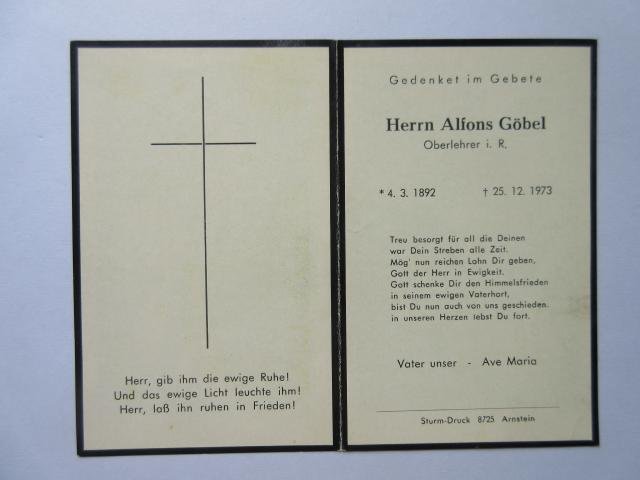 Herr, gib ihm die ewige Ruhe!
Und das ewige Licht leuchte ihm!
Herr, laß ihn ruhen in Frieden!
Gedenket im Gebete
Herrn Alfons Göbel
Oberlehrer i. R.
* 4. 3. 1892 † 25. 12. 1973
Treu besorgt für all die Deinen
war Dein Streben alle Zeit.
Mög' nun reichen Lohn Dir geben,
Gott der Herr in Ewigkeit.
Gott schenke Dir den Himmelsfrieden
in seinem ewigen Vaterhort,
bist Du nun auch von uns geschieden.
in unseren Herzen lebst Du fort.
Vater unser - Ave Maria
Sturm-Druck 8725 Arnstein